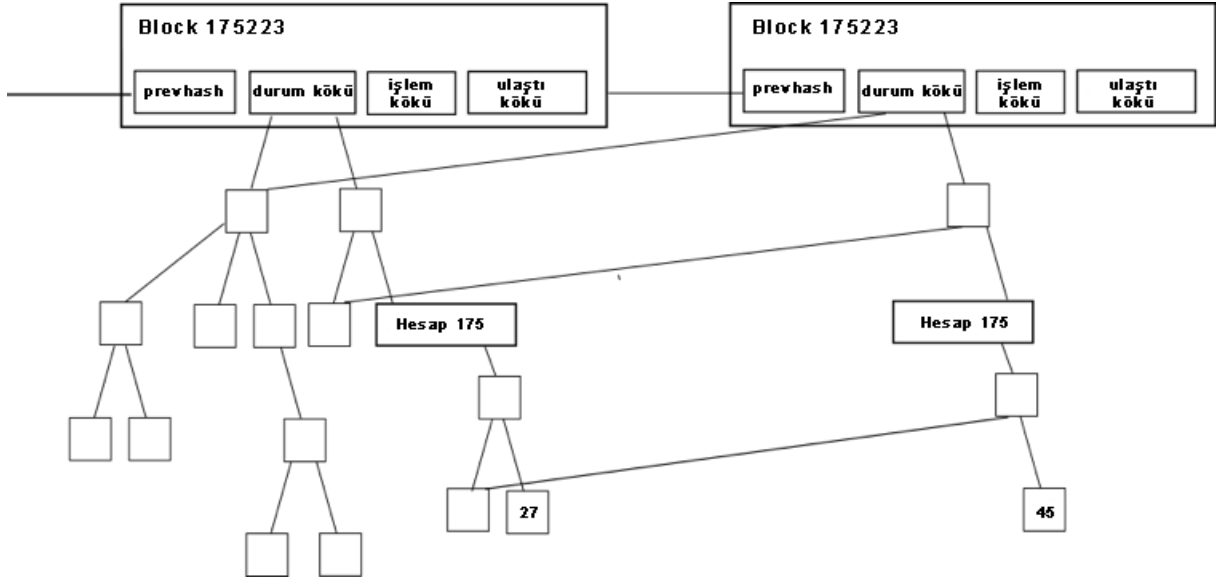 Block 175223
prevhash
durum kökü
işlem
kökü
ulaştı
kökü
Block 175223
prevhash
durum kökü
işlem
kökü
ulaştı
kökü
Hesap 175
Hesap 175
27
45